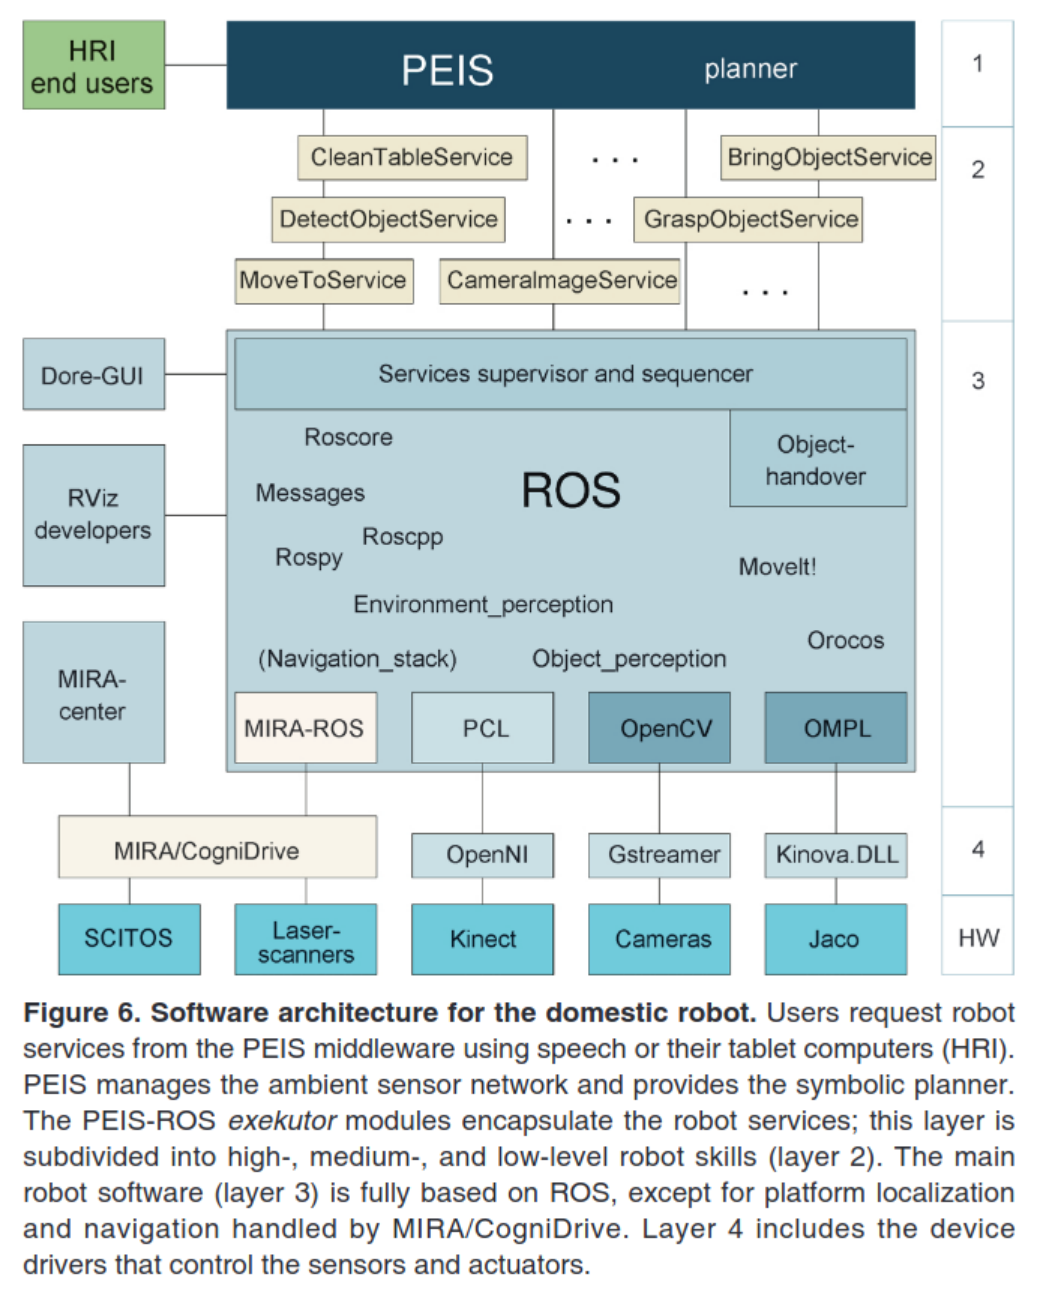 HRI
end users
PEIS
planner
1
CleanTableService
. . .
BringObjectService
2
DetectObjectService
. . .
GraspObjectService
MoveToService
CameraImageService
. . .
Dore-GUI
Services supervisor and sequencer
3
Roscore
Object-
handover
Messages
ROS
RViz
developers
Roscpp
Rospy
MoveIt!
Environment_perception
Orocos
(Navigation_stack)
Object_perception
MIRA-
center
MIRA-ROS
PCL
OpenCV
OMPL
MIRA/CogniDrive
OpenNI
Gstreamer
Kinova.DLL
4
SCITOS
Laser-
scanners
Kinect
Cameras
Jaco
HW
Figure 6. Software architecture for the domestic robot. Users request robot
services from the PEIS middleware using speech or their tablet computers (HRI).
PEIS manages the ambient sensor network and provides the symbolic planner.
The PEIS-ROS exekutor modules encapsulate the robot services; this layer is
subdivided into high-, medium-, and low-level robot skills (layer 2). The main
robot software (layer 3) is fully based on ROS, except for platform localization
and navigation handled by MIRA/CogniDrive. Layer 4 includes the device
drivers that control the sensors and actuators.